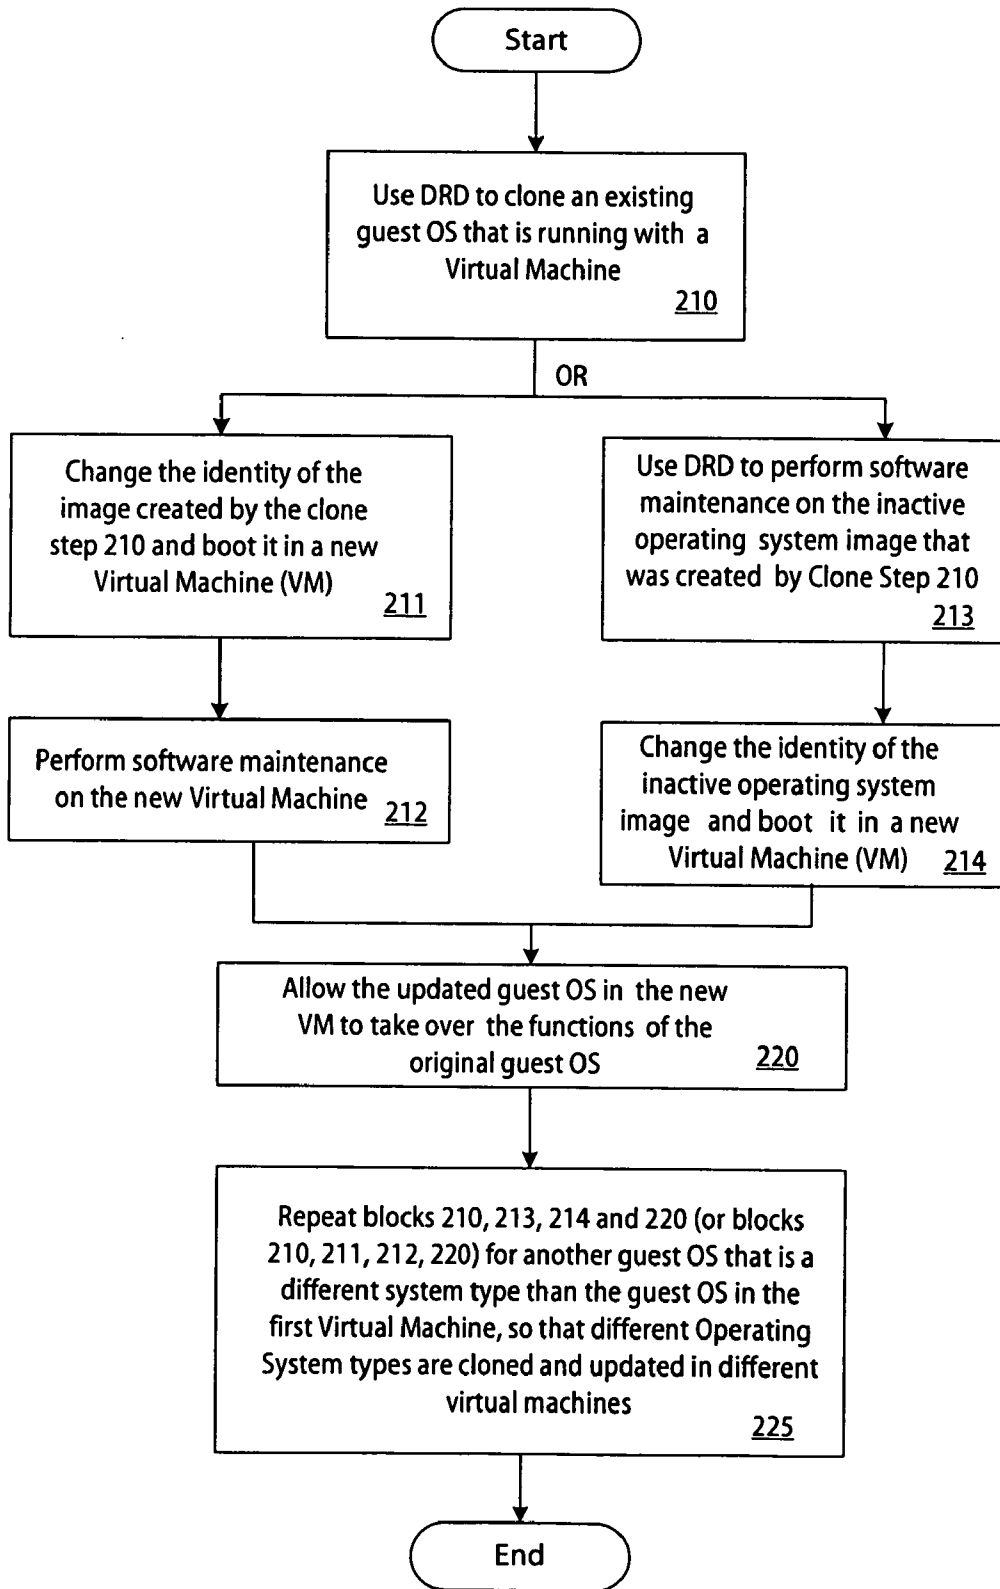 Start
Use DRD to clone an existing
guest OS that is running with a
Virtual Machine
210
OR
Change the identity of the
image created by the clone
step 210 and boot it in a new
Virtual Machine (VM)
211
Use DRD to perform software
maintenance on the inactive
operating system image that
was created by Clone Step 210
213
Perform software maintenance
on the new Virtual Machine 212
Change the identity of the
inactive operating system
image and boot it in a new
Virtual Machine (VM) 214
Allow the updated guest OS in the new
VM to take over the functions of the
original guest OS
220
Repeat blocks 210, 213, 214 and 220 (or blocks
210, 211, 212, 220) for another guest OS that is a
different system type than the guest OS in the
first Virtual Machine, so that different Operating
System types are cloned and updated in different
virtual machines
225
End